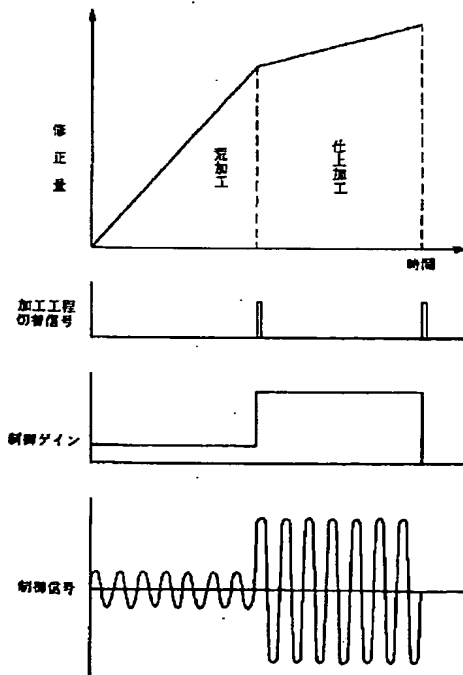 修正量
荒加工
仕上加工
時間
加工工程
切替信号
制御ゲイン
制御信号